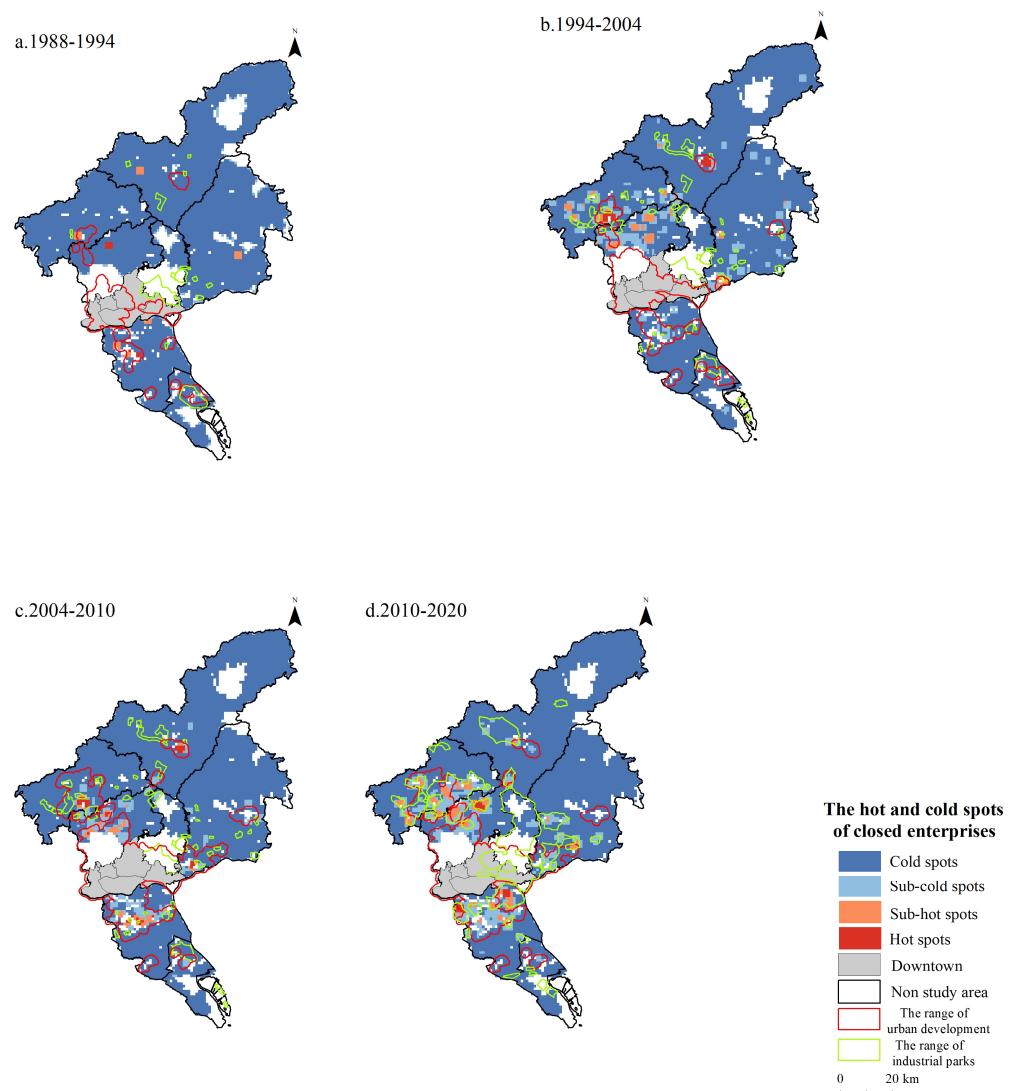 a.1988-1994
N
b.1994-2004
N
c.2004-2010
N
d.2010-2020
N
The hot and cold spots
of closed enterprises
Cold spots
Sub-cold spots
Sub-hot spots
Hot spots
Downtown
Non study area
The range of
urban development
The range of
industrial parks
0 20 km